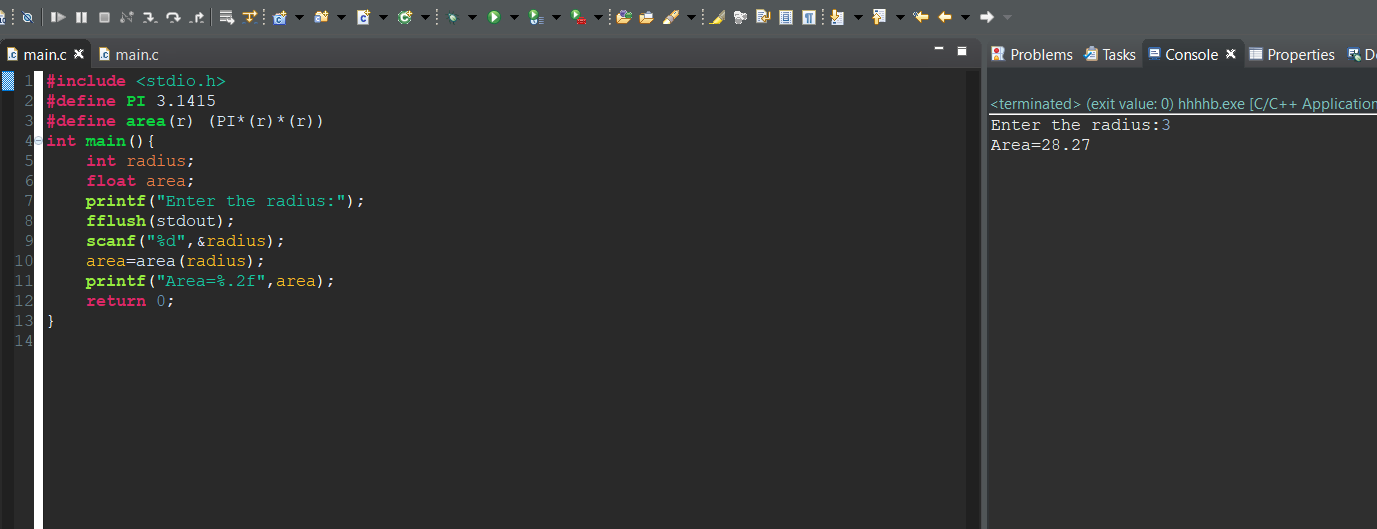 main.c
main.c
1 #include <stdio.h>
2 #define PI 3.1415
3 #define area(r) (PI*(r)*(r))
4 int main(){
5 int radius;
6 float area;
7 printf("Enter the radius:");
8 fflush(stdout);
9 scanf("%d",&radius);
10 area=area(radius);
11 printf("Area=%.2f",area);
12 return 0;
13 }
14
Problems Tasks Console Properties
<terminated> (exit value: 0) hhhhb.exe [C/C++ Application
Enter the radius:3
Area=28.27